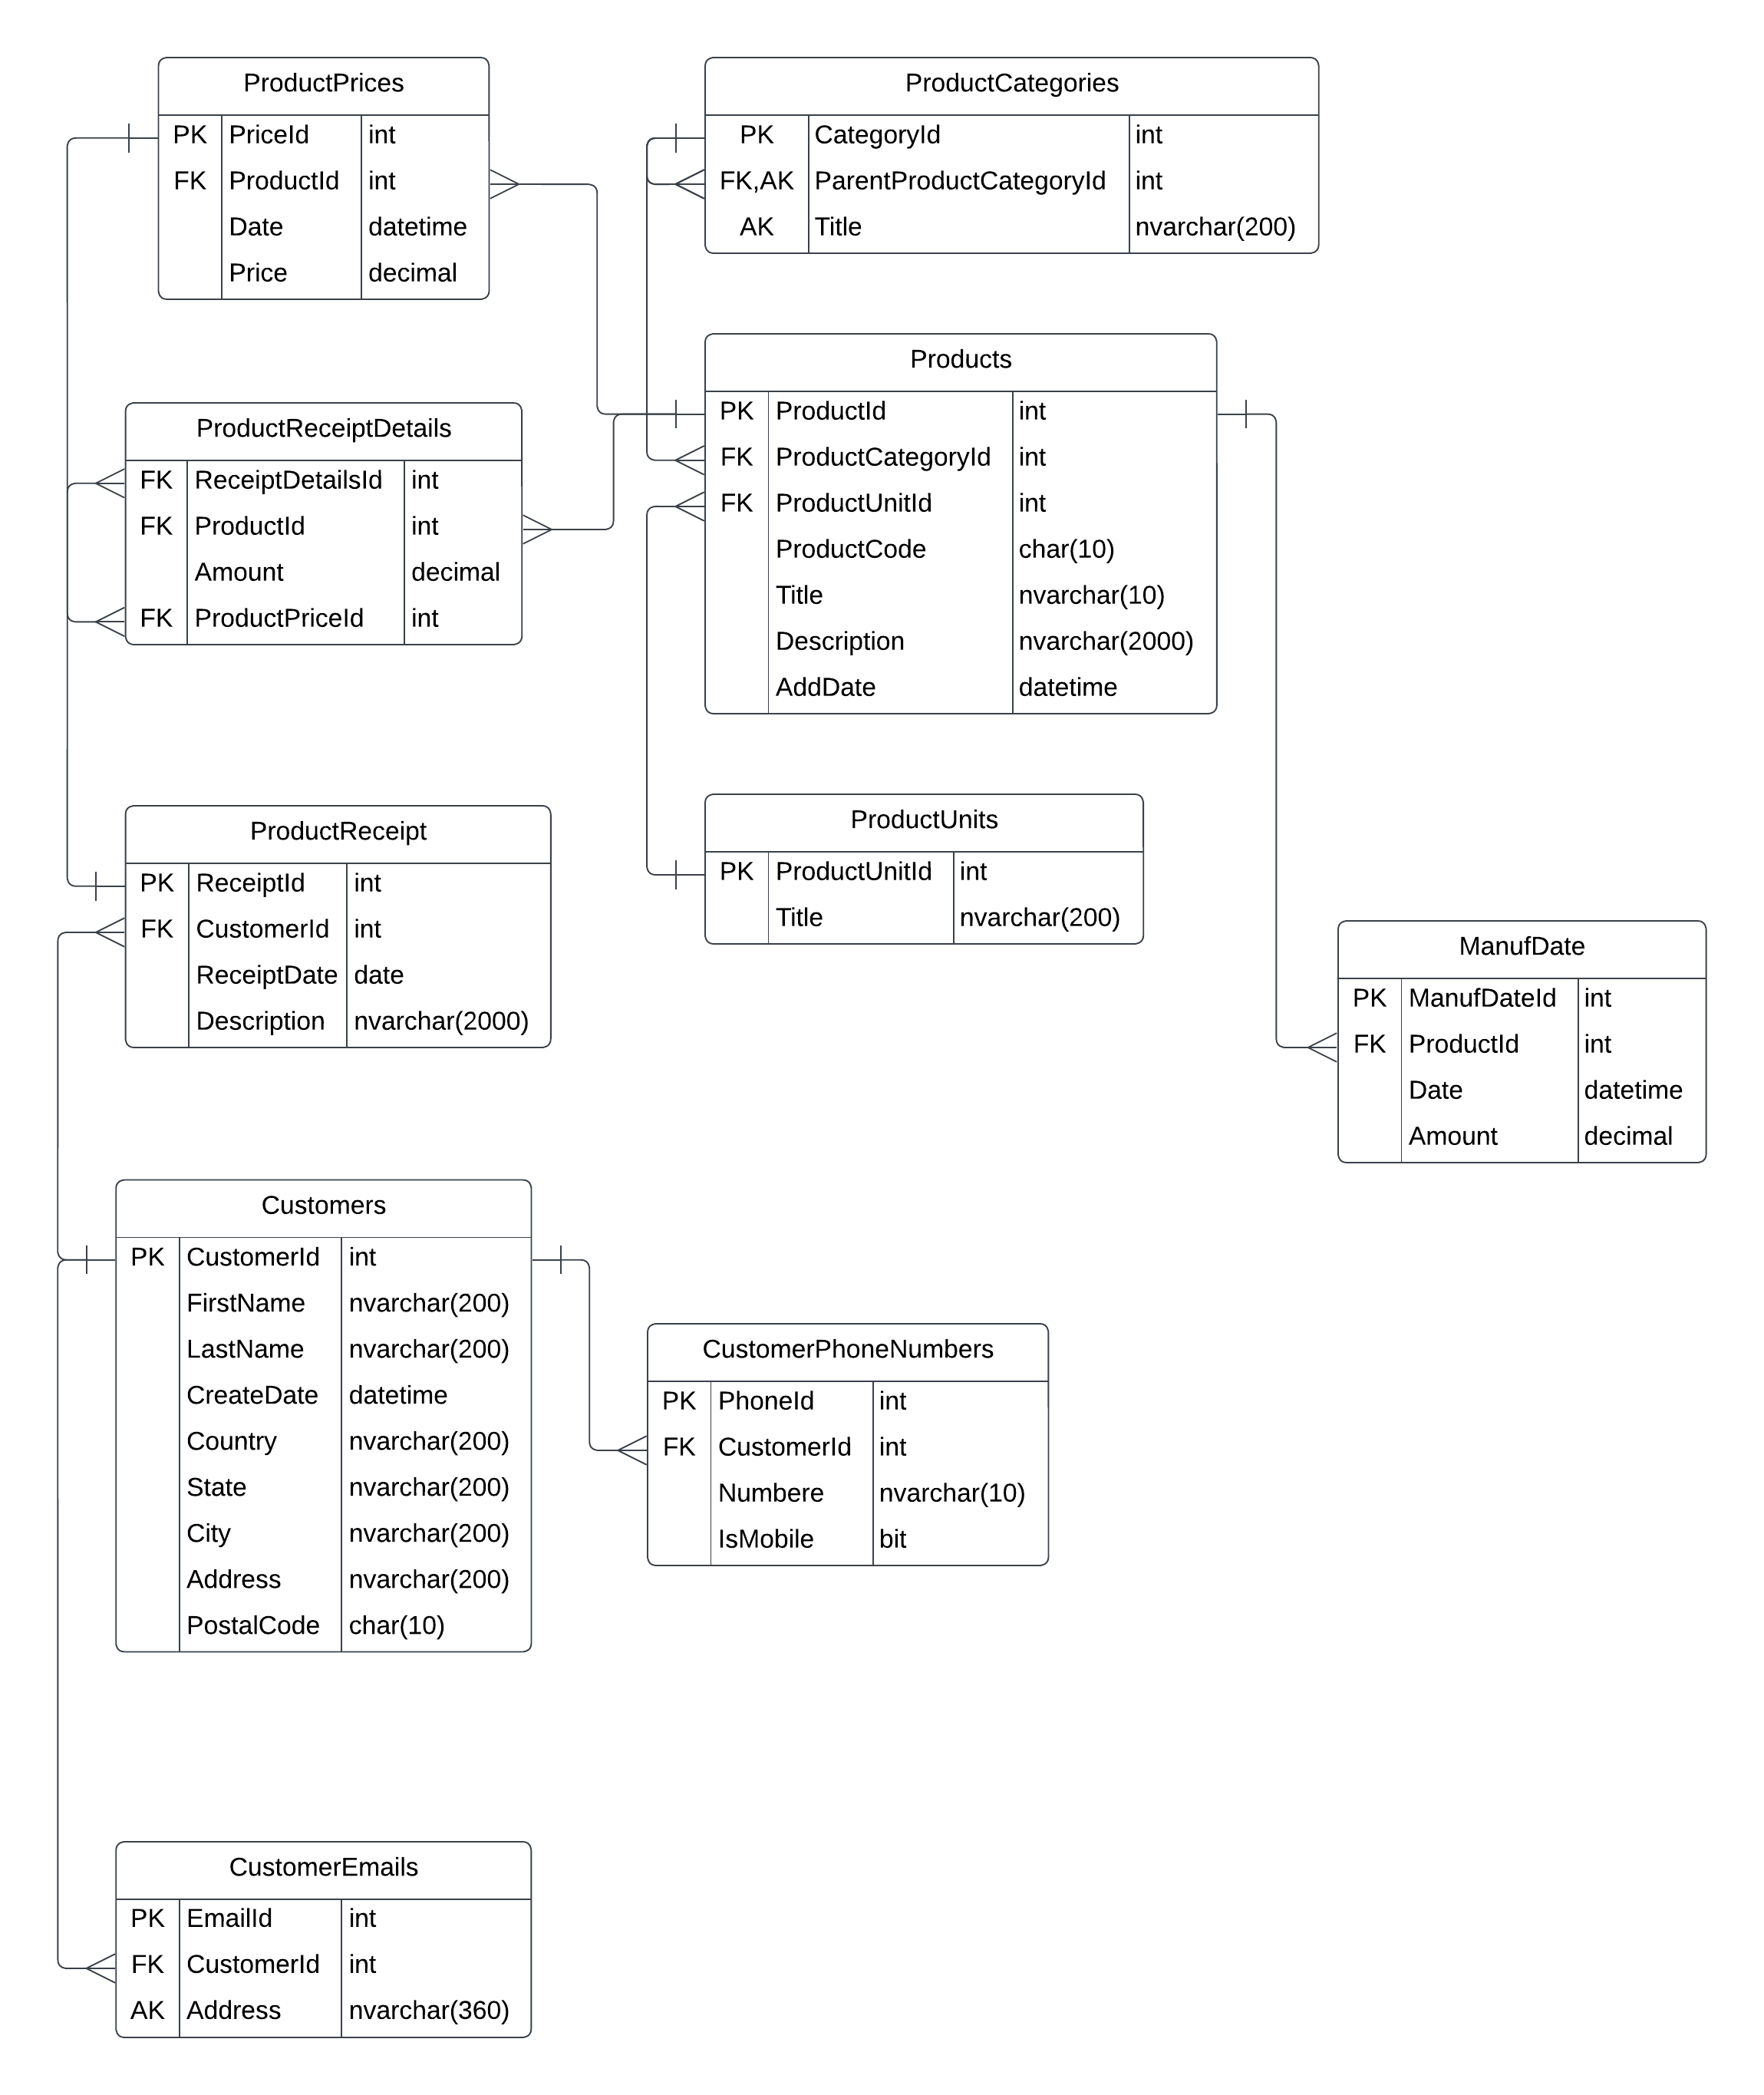 ProductPrices
PK PriceId int
FK ProductId int
Date datetime
Price decimal
ProductCategories
PK CategoryId int
FK,AK ParentProductCategoryId int
AK Title nvarchar(200)
Products
PK ProductId int
FK ProductCategoryId int
FK ProductUnitId int
ProductCode char(10)
Title nvarchar(10)
Description nvarchar(2000)
AddDate datetime
ProductReceiptDetails
FK ReceiptDetailsId int
FK ProductId int
Amount decimal
FK ProductPriceId int
ProductReceipt
PK ReceiptId int
FK CustomerId int
ReceiptDate date
Description nvarchar(2000)
ProductUnits
PK ProductUnitId int
Title nvarchar(200)
ManufDate
PK ManufDateId int
FK ProductId int
Date datetime
Amount decimal
Customers
PK CustomerId int
FirstName nvarchar(200)
LastName nvarchar(200)
CreateDate datetime
Country nvarchar(200)
State nvarchar(200)
City nvarchar(200)
Address nvarchar(200)
PostalCode char(10)
CustomerPhoneNumbers
PK PhoneId int
FK CustomerId int
Numbere nvarchar(10)
IsMobile bit
CustomerEmails
PK EmailId int
FK CustomerId int
AK Address nvarchar(360)